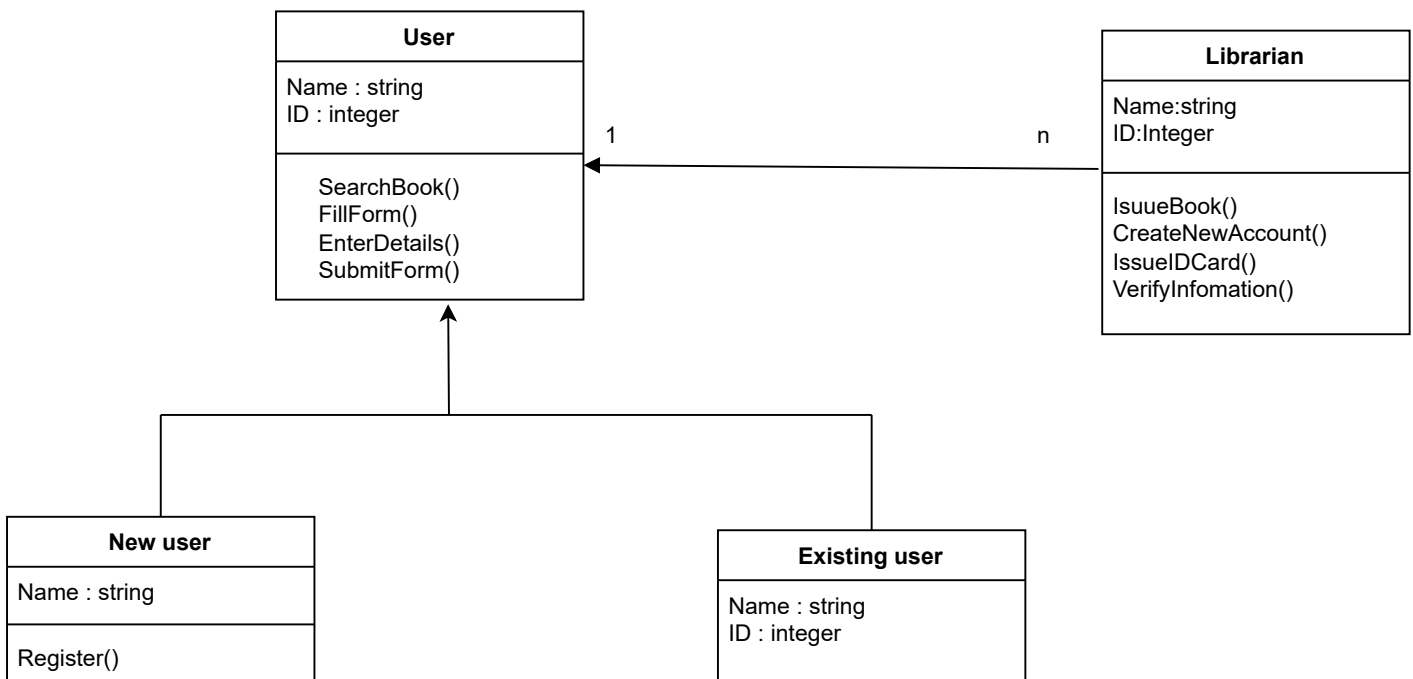 User
Name : string
ID : integer
SearchBook()
FillForm()
EnterDetails()
SubmitForm()
1
n
Librarian
Name:string
ID:Integer
IsuueBook()
CreateNewAccount()
IssueIDCard()
VerifyInfomation()
New user
Name : string
Register()
Existing user
Name : string
ID : integer